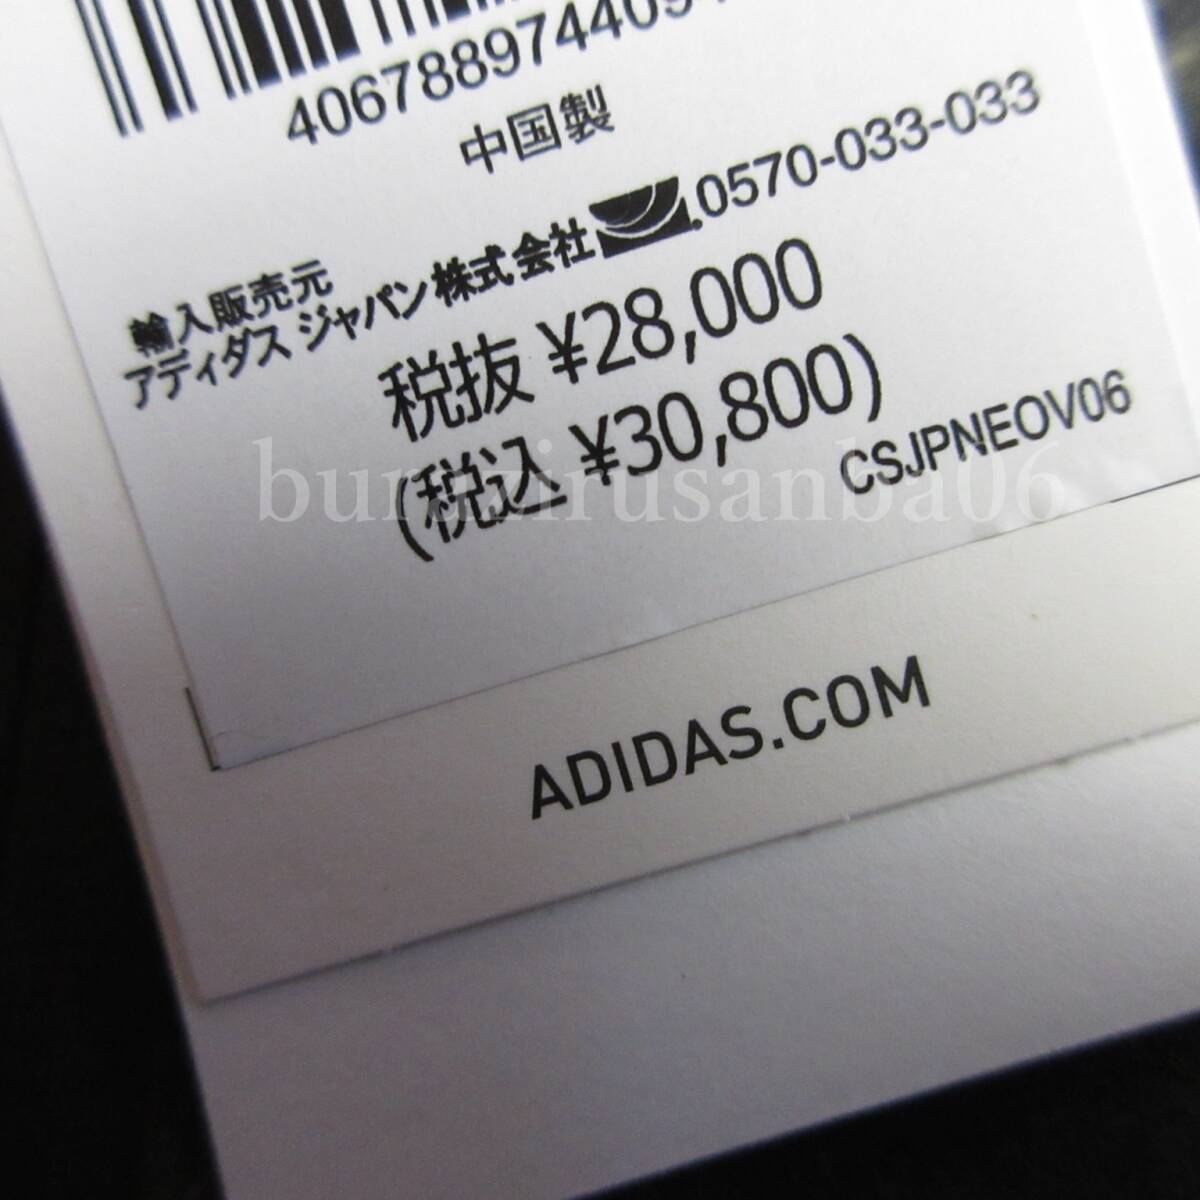 406788974409
中国製
輸入販売元
アディダス ジャパン株式会社 0570-033-033
税抜 ¥28,000
(税込 ¥30,800)
CSJPNEOV06
burazirusanba06
ADIDAS.COM